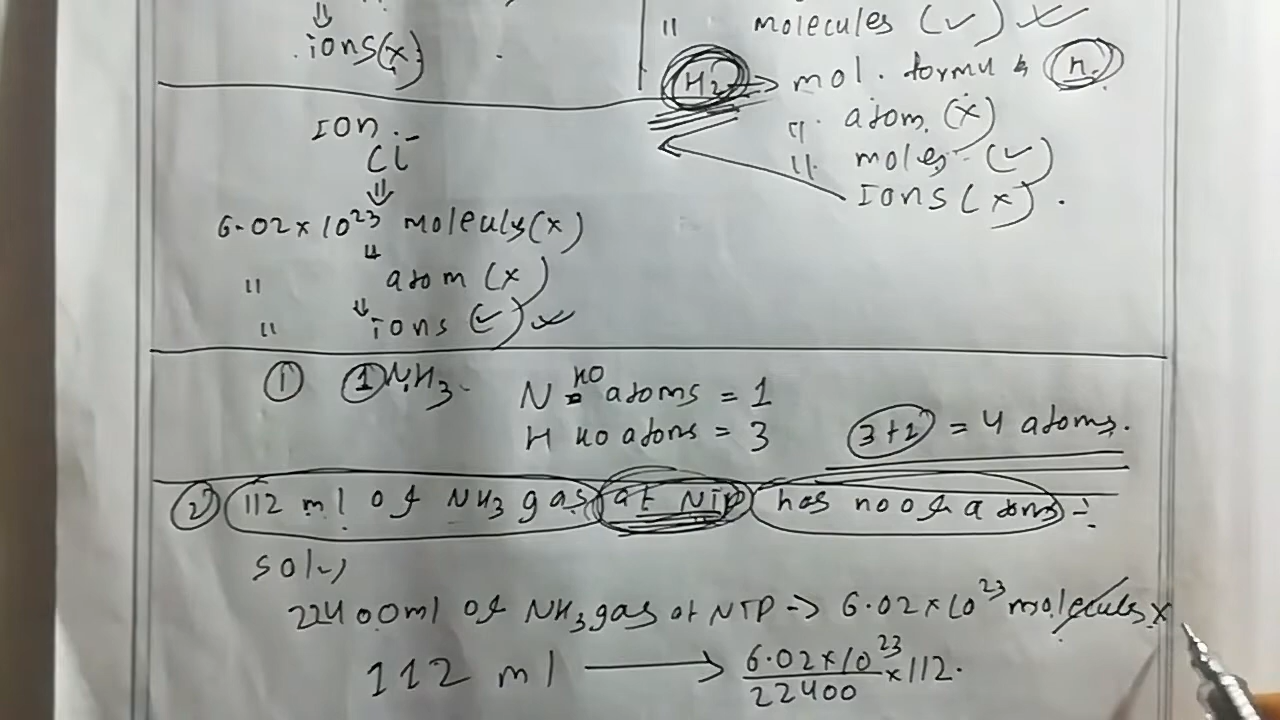 ions(x)
" molecules (✓)
H2 → mol. formula n.
" atom (x)
" moles (✓)
Ions (x).
Ion.
Cl⁻
⇓
6.02×10²³ moleculs(x)
" atom (x)
" ions (✓)
① ①NH₃. N no atoms = 1
H no atoms = 3
3+1 = 4 atoms.
② 112 ml of NH₃ gas at NTP has no of atoms :-
Sol.
22400ml of NH₃ gas at NTP → 6.02×10²³ molecules x
112 ml → 6.02×10²³/22400 ×112.